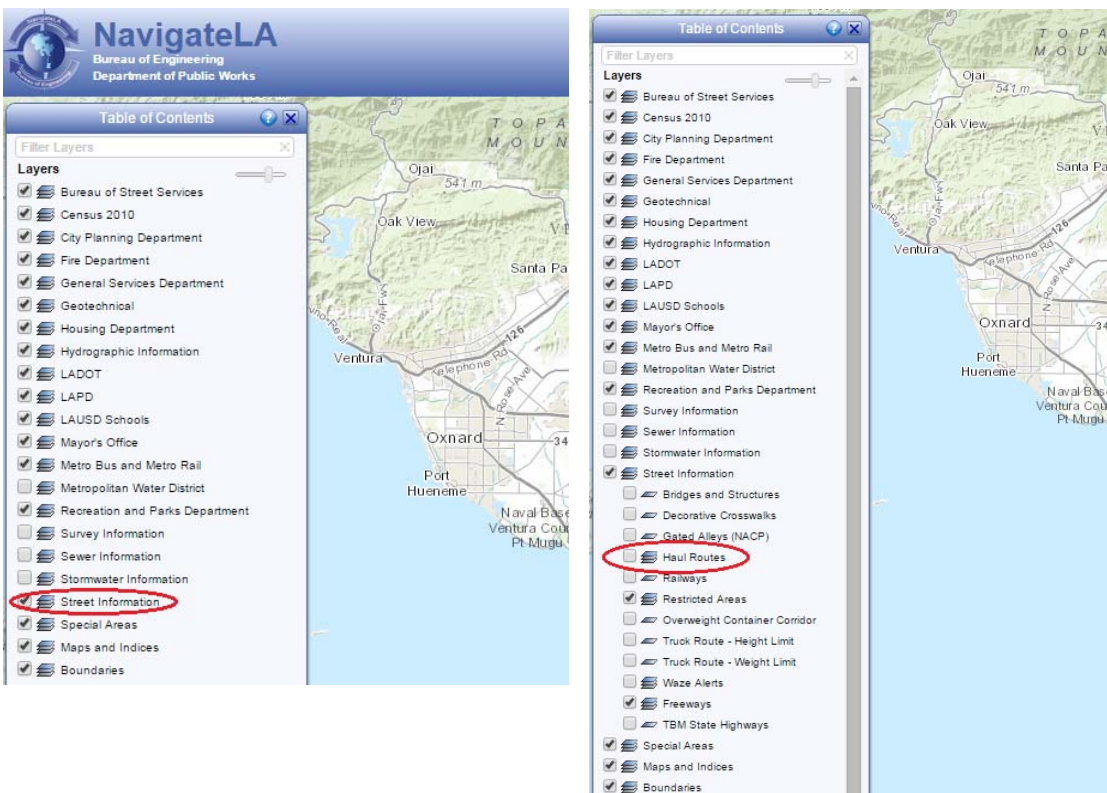 NavigateLA
Bureau of Engineering
Department of Public Works
Table of Contents
Filter Layers
Layers
Bureau of Street Services
Census 2010
City Planning Department
Fire Department
General Services Department
Geotechnical
Housing Department
Hydrographic Information
LADOT
LAPD
LAUSD Schools
Mayor's Office
Metro Bus and Metro Rail
Metropolitan Water District
Recreation and Parks Department
Survey Information
Sewer Information
Stormwater Information
Street Information
Special Areas
Maps and Indices
Boundaries
T O P A
M O U N
Ojai
541 m
Oak View
Santa Pa
Ojai-Fwy
126
Ventura
Telephone Rd
N Rose Ave
Oxnard
34
Port
Hueneme
Naval Base
Ventura Cou
Pt Mugu
Table of Contents
Filter Layers
Layers
Bureau of Street Services
Census 2010
City Planning Department
Fire Department
General Services Department
Geotechnical
Housing Department
Hydrographic Information
LADOT
LAPD
LAUSD Schools
Mayor's Office
Metro Bus and Metro Rail
Metropolitan Water District
Recreation and Parks Department
Survey Information
Sewer Information
Stormwater Information
Street Information
Bridges and Structures
Decorative Crosswalks
Gated Alleys (NACP)
Haul Routes
Railways
Restricted Areas
Overweight Container Corridor
Truck Route - Height Limit
Truck Route - Weight Limit
Waze Alerts
Freeways
TBM State Highways
Special Areas
Maps and Indices
Boundaries
T O P A
M O U N
Ojai
541 m
Oak View
Santa Pa
Ojai-Fwy
126
Ventura
Telephone Rd
Oxnard
34
Port
Hueneme
Naval Bas
Ventura Cou
Pt Mugu